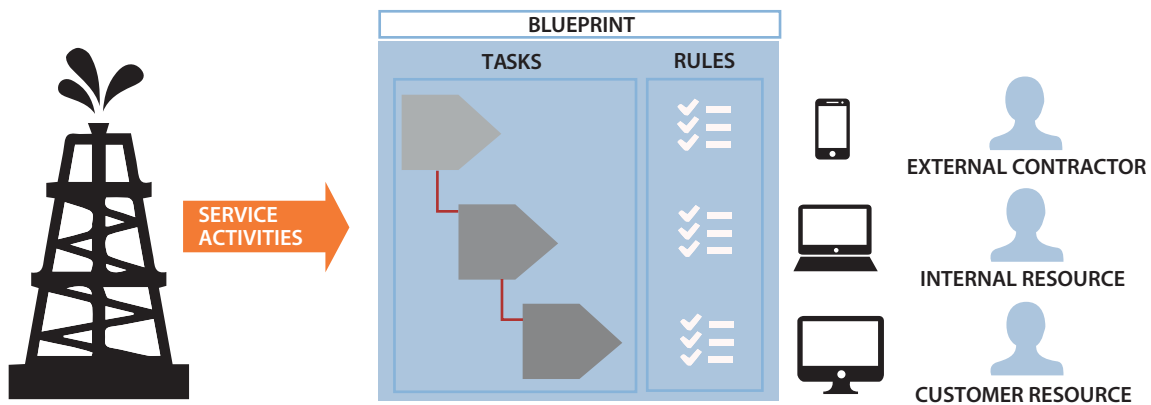 BLUEPRINT
TASKS
RULES
SERVICE
ACTIVITIES
EXTERNAL CONTRACTOR
INTERNAL RESOURCE
CUSTOMER RESOURCE